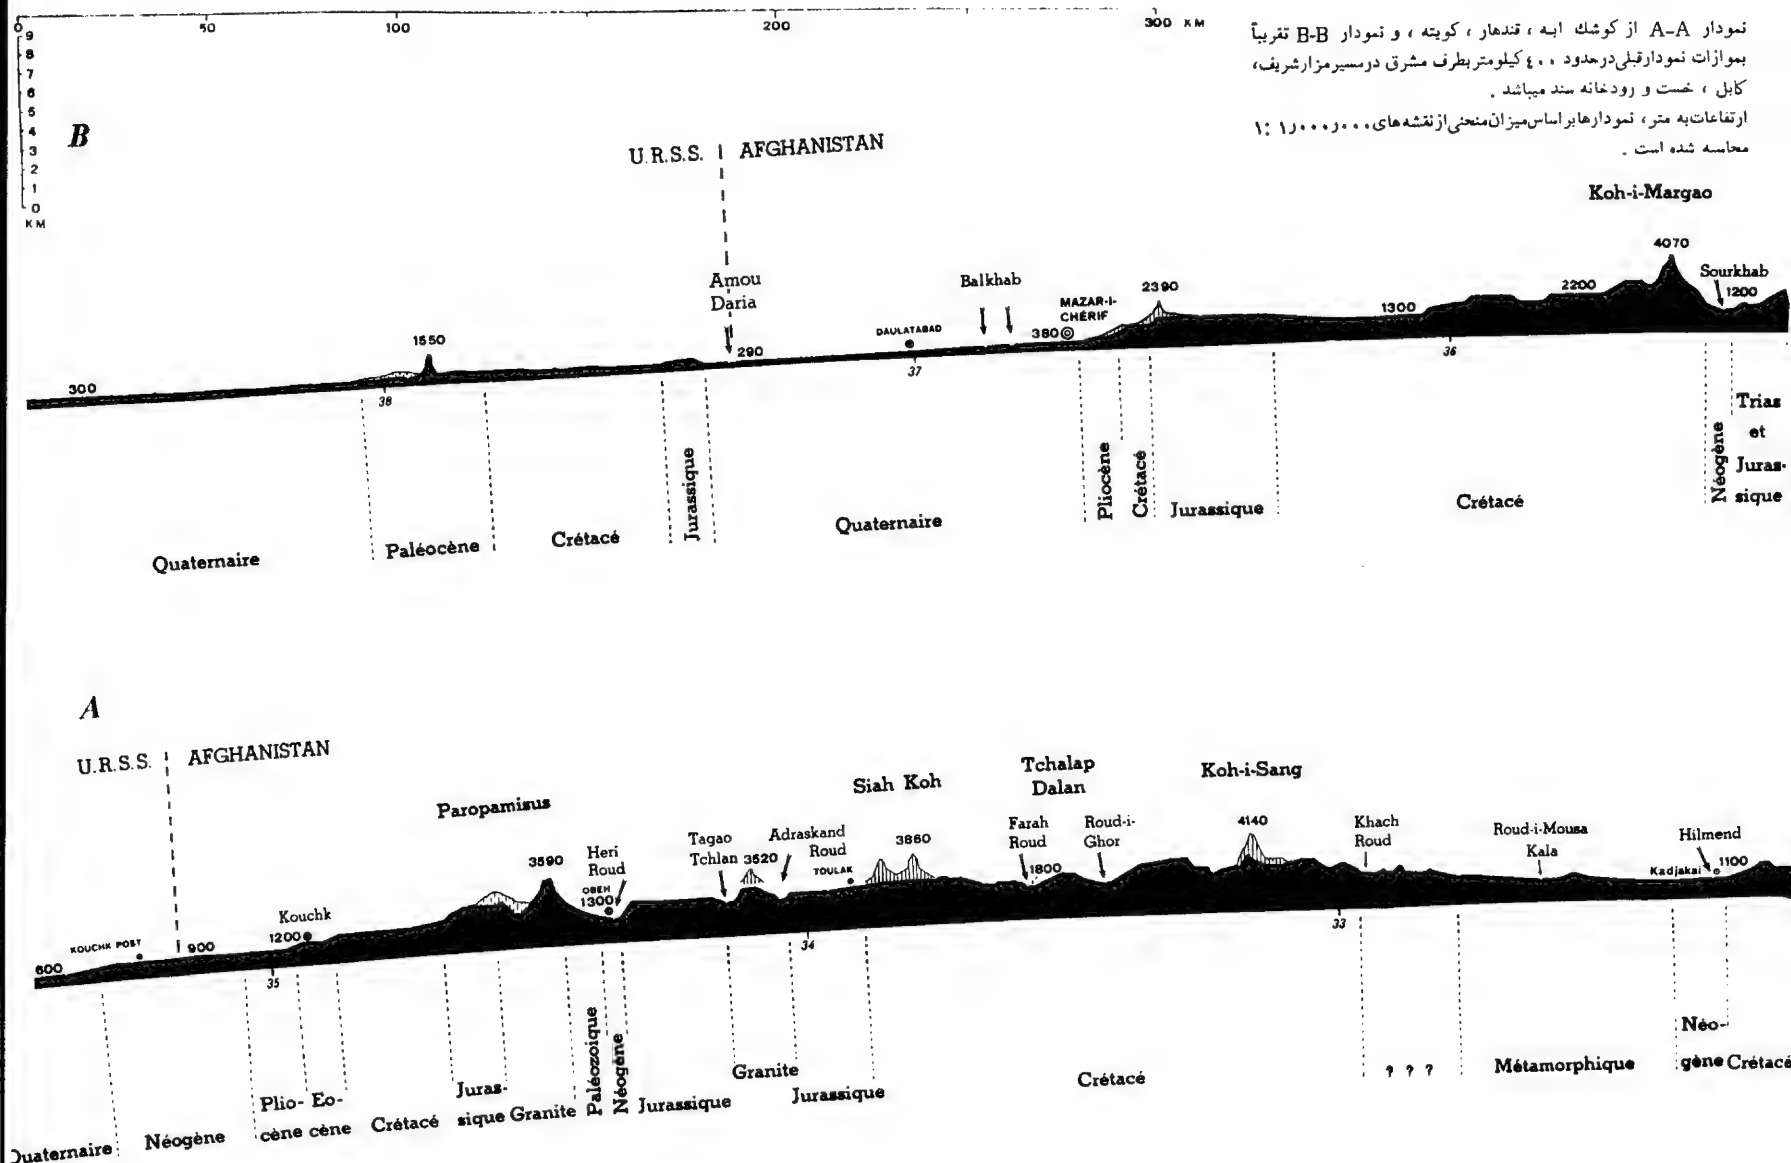 0 50 100 200 300 KM
9
8
7
6
5
4
3
2
1
0
KM
نمودار A-A از کوشك ابه ، قندهار ، کویته ، و نمودار B-B تقریباً
بموازات نمودارقبلی‌درحدود ٤٠٠ کیلومتربطرف مشرق درمسیرمزارشریف،
کابل ، خست و رودخانه سند میباشد .
ارتفاعات‌به متر، نمودارهابراساس‌میزان‌منحنی‌ازنقشه‌های ١٫٠٠٠٫٠٠٠ :١
محاسبه شده است .
B
U.R.S.S. AFGHANISTAN
Koh-i-Margao
4070
Amou
Daria
Balkhab
2390
Sourkhab
1200
MAZAR-I-
CHÉRIF
1550
290
DAULATABAD
380
1300
2200
300
38
37
36
Quaternaire
Paléocène
Crétacé
Jurassique
Quaternaire
Pliocène
Crétacé
Jurassique
Crétacé
Néogène
Trias
et
Juras-
sique
A
U.R.S.S. AFGHANISTAN
Paropamisus
Siah Koh
Tchalap
Dalan
Koh-i-Sang
KOUCHK POST
600
900
1200
Kouchk
3590
Heri
Roud
OBEH
1300
Tagao
Tchlan
3520
Adraskand
Roud
TOULAK
3860
Farah
Roud
1800
Roud-i-
Ghor
4140
Khach
Roud
Roud-i-Mousa
Kala
Hilmend
Kadjakai
1100
35
34
33
Quaternaire
Néogène
Plio-
cène
Eo-
cène
Crétacé
Juras-
sique
Granite
Paléozoique
Néogène
Jurassique
Granite
Jurassique
Crétacé
? ? ?
Métamorphique
Néo-
gène
Crétacé